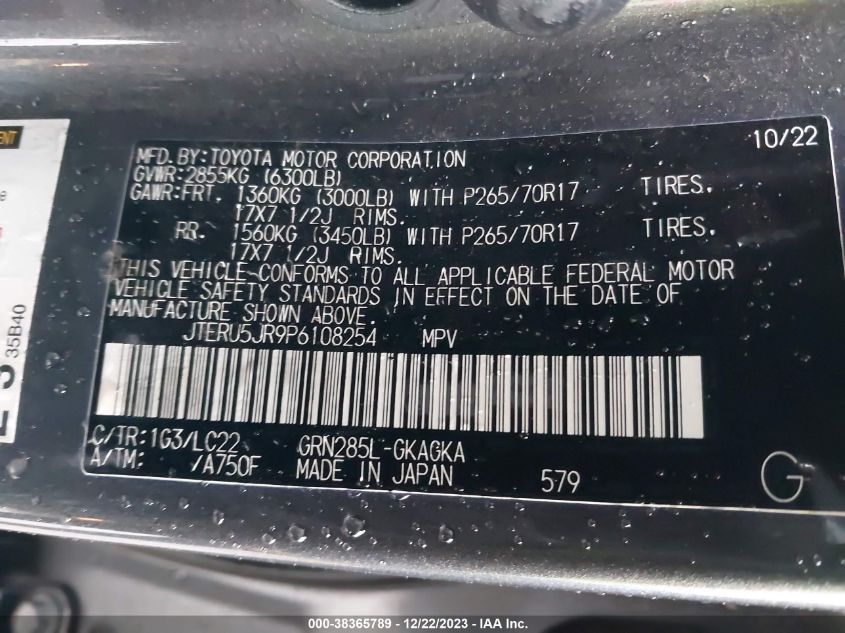 10/22
MFD. BY: TOYOTA MOTOR CORPORATION
GVWR: 2855KG (6300LB)
GAWR: FRT. 1360KG (3000LB) WITH P265/70R17 TIRES.
17X7 1/2J RIMS.
RR. 1560KG (3450LB) WITH P265/70R17 TIRES.
17X7 1/2J RIMS.
THIS VEHICLE CONFORMS TO ALL APPLICABLE FEDERAL MOTOR
VEHICLE SAFETY STANDARDS IN EFFECT ON THE DATE OF
MANUFACTURE SHOWN ABOVE.
JTERU5JR9P6108254 MPV
C/TR: 1G3/LC22 GRN285L-GKAGKA
A/TM: /A750F MADE IN JAPAN 579 G
35B40
000-38365789 - 12/22/2023 - IAA Inc.